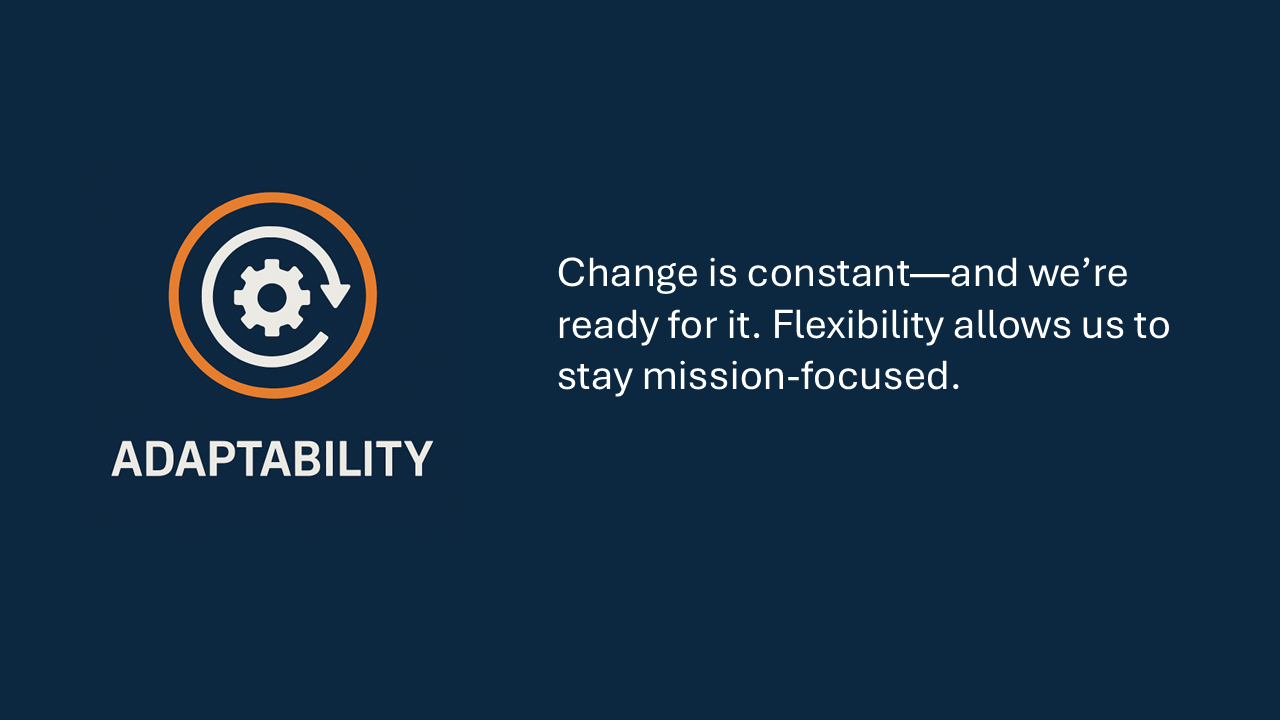 ADAPTABILITY
Change is constant—and we’re
ready for it. Flexibility allows us to
stay mission-focused.